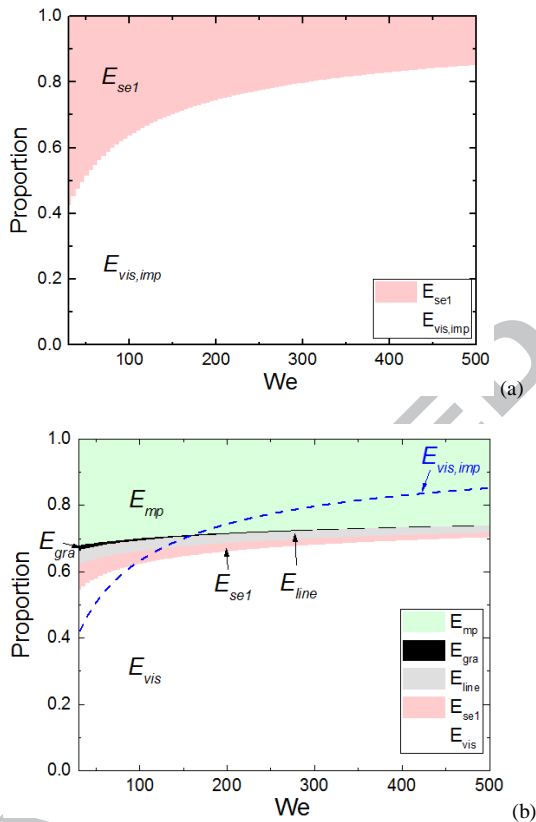 1.0
0.8
0.6
0.4
0.2
0.0
Proportion
E_se1
E_vis,imp
E_se1
E_vis,imp
100 200 300 400 500
We
(a)
1.0
0.8
0.6
0.4
0.2
0.0
Proportion
E_vis,imp
E_mp
E_gra
E_se1
E_line
E_vis
E_mp
E_gra
E_line
E_se1
E_vis
100 200 300 400 500
We
(b)